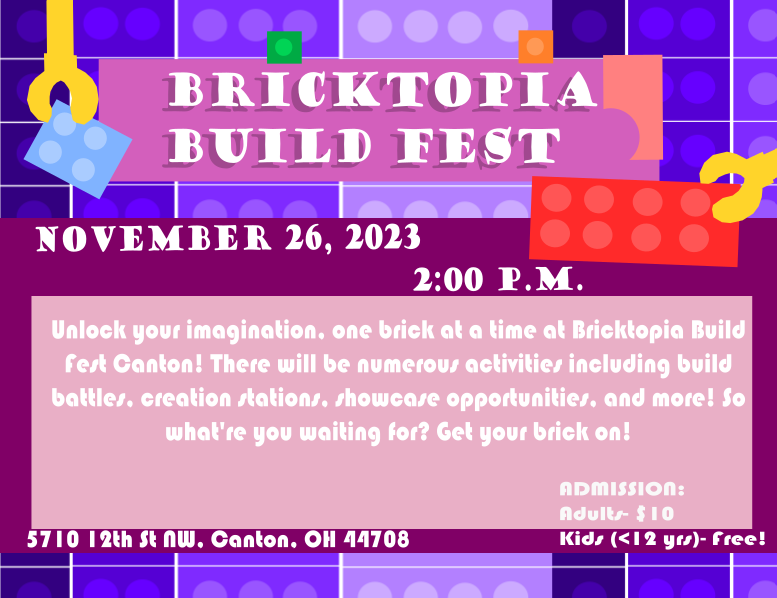 BRICKTOPIA
BUILD FEST
NOVEMBER 26, 2023
2:00 P.M.
Unlock your imagination, one brick at a time at Bricktopia Build
Fest Canton! There will be numerous activities including build
battles, creation stations, showcase opportunities, and more! So
what're you waiting for? Get your brick on!
ADMISSION:
Adults- $10
Kids (<12 yrs)- Free!
5710 12th St NW, Canton, OH 44708